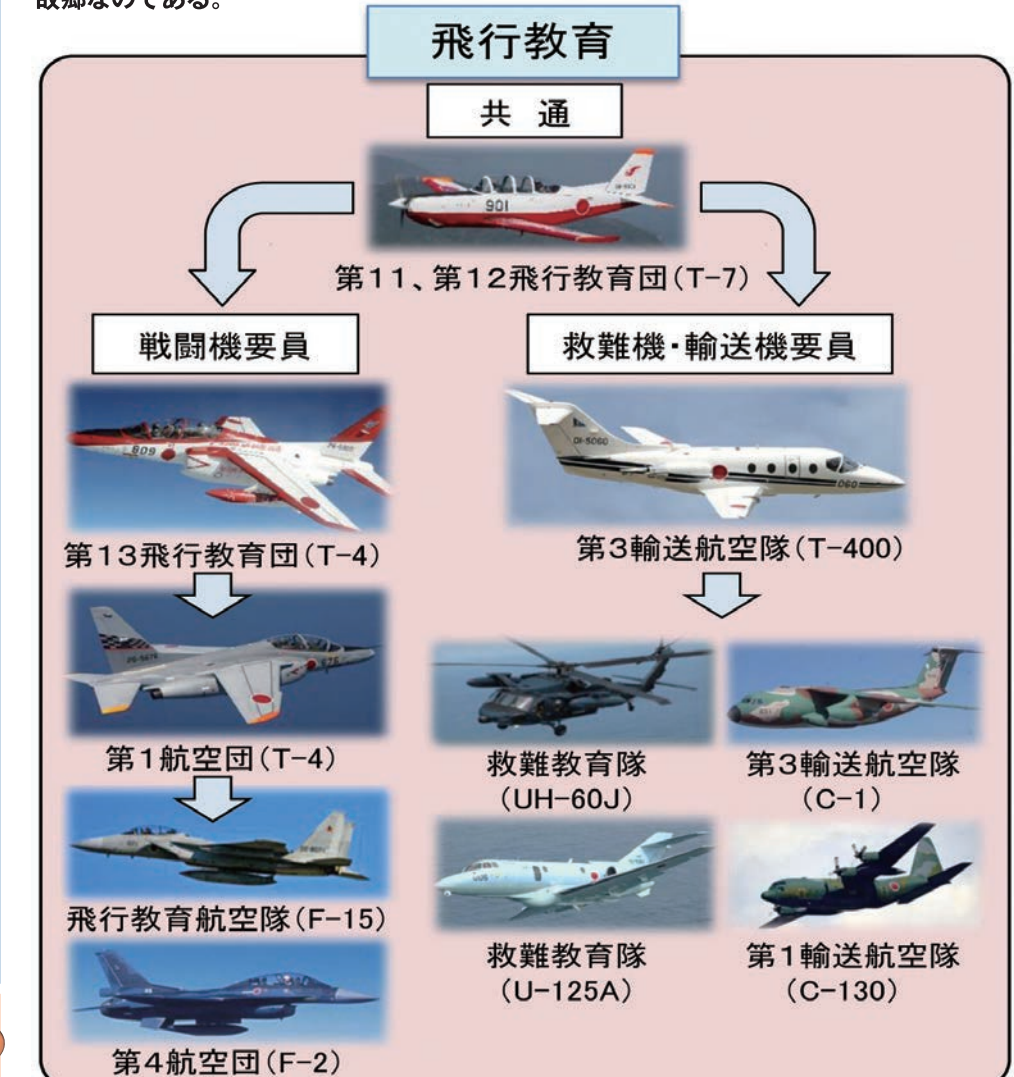 故郷なのである。
飛行教育
共 通
901
第11、第12飛行教育団(T-7)
戦闘機要員
救難機・輸送機要員
809
第13飛行教育団(T-4)
01-5060
060
第3輸送航空隊(T-400)
第1航空団(T-4)
救難教育隊
(UH-60J)
第3輸送航空隊
(C-1)
飛行教育航空隊(F-15)
救難教育隊
(U-125A)
第1輸送航空隊
(C-130)
第4航空団(F-2)